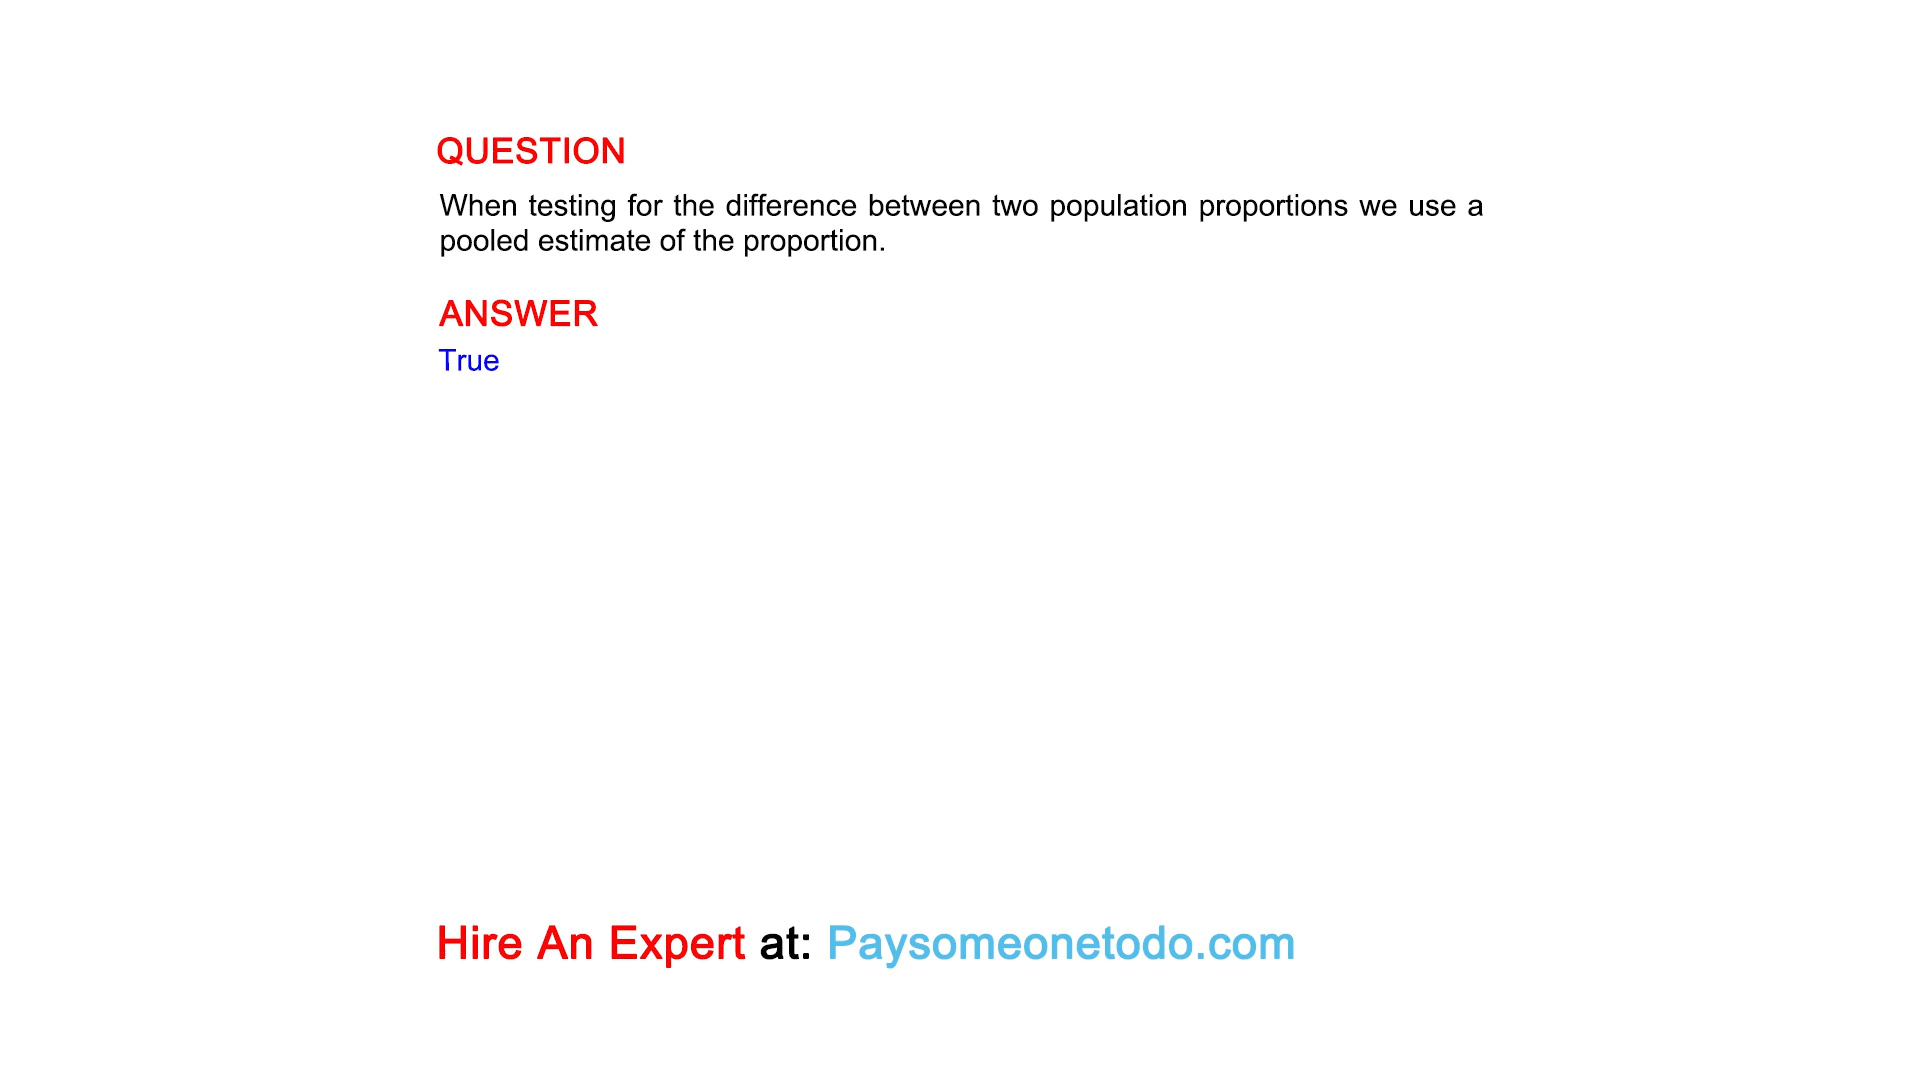 QUESTION
When testing for the difference between two population proportions we use a
pooled estimate of the proportion.
ANSWER
True
Hire An Expert at: Paysomeonetodo.com